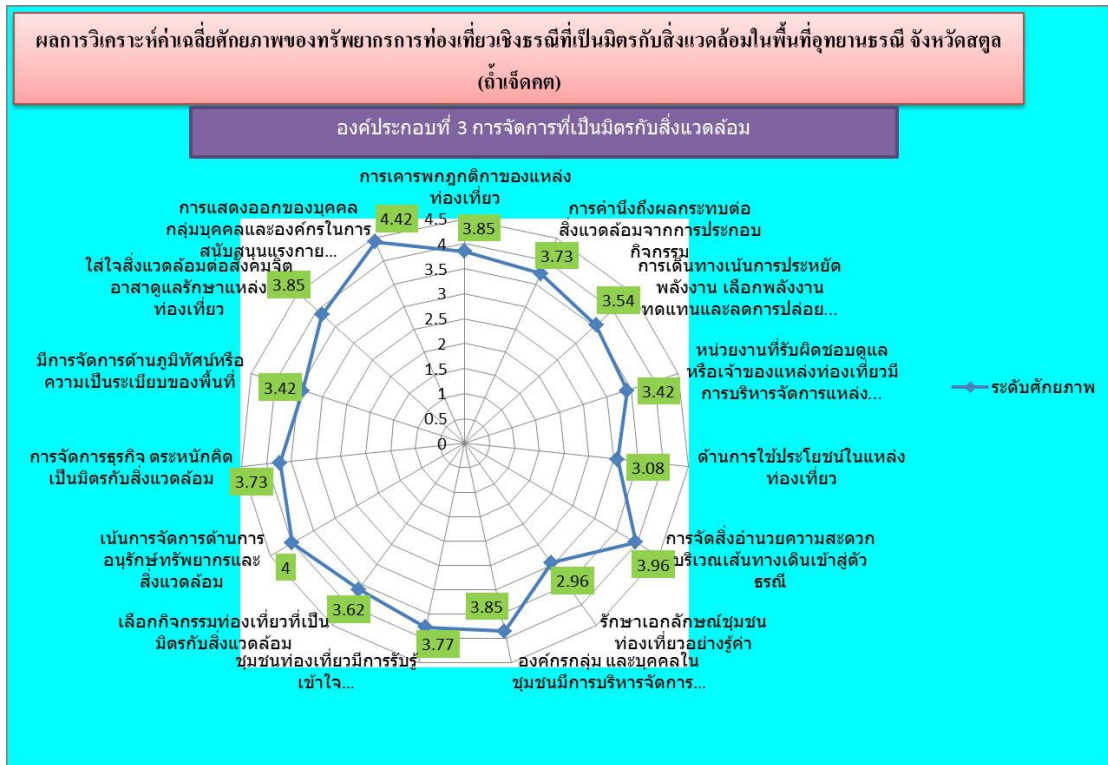 ผลการวิเคราะห์ค่าเฉลี่ยศักยภาพของทรัพยากรการท่องเที่ยวเชิงธรณีที่เป็นมิตรกับสิ่งแวดล้อมในพื้นที่อุทยานธรณี จังหวัดสตูล
(ถ้ำเจ็ดคต)
องค์ประกอบที่ 3 การจัดการที่เป็นมิตรกับสิ่งแวดล้อม
การเคารพกฎกติกาของแหล่ง
ท่องเที่ยว
3.85
การคำนึงถึงผลกระทบต่อ
สิ่งแวดล้อมจากการประกอบ
กิจกรรม
3.73
การเดินทางเน้นการประหยัด
พลังงาน เลือกพลังงาน
ทดแทนและลดการปล่อย...
3.54
หน่วยงานที่รับผิดชอบดูแล
หรือเจ้าของแหล่งท่องเที่ยวมี
การบริหารจัดการแหล่ง...
3.42
ด้านการใช้ประโยชน์ในแหล่ง
ท่องเที่ยว
3.08
การจัดสิ่งอำนวยความสะดวก
บริเวณเส้นทางเดินเข้าสู่ตัว
ธรณี
3.96
รักษาเอกลักษณ์ชุมชน
ท่องเที่ยวอย่างรู้ค่า
2.96
องค์กรกลุ่ม และบุคคลใน
ชุมชนมีการบริหารจัดการ...
3.85
ชุมชนท่องเที่ยวมีการรับรู้
เข้าใจ...
3.77
เลือกกิจกรรมท่องเที่ยวที่เป็น
มิตรกับสิ่งแวดล้อม
3.62
เน้นการจัดการด้านการ
อนุรักษ์ทรัพยากรและ
สิ่งแวดล้อม
4
การจัดการธุรกิจ ตระหนักคิด
เป็นมิตรกับสิ่งแวดล้อม
3.73
มีการจัดการด้านภูมิทัศน์หรือ
ความเป็นระเบียบของพื้นที่
3.42
ใส่ใจสิ่งแวดล้อมต่อสังคมจิต
อาสาดูแลรักษาแหล่ง
ท่องเที่ยว
3.85
การแสดงออกของบุคคล
กลุ่มบุคคลและองค์กรในการ
สนับสนุนแรงกาย...
4.42
4.5
4
3.5
3
2.5
2
1.5
1
0.5
0
ระดับศักยภาพ